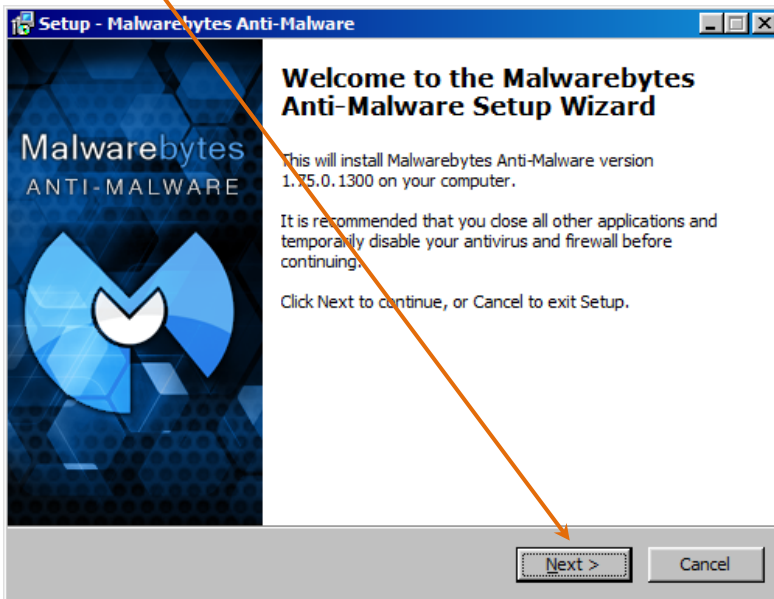 Setup - Malwarebytes Anti-Malware
Welcome to the Malwarebytes
Anti-Malware Setup Wizard
Malwarebytes
ANTI-MALWARE
This will install Malwarebytes Anti-Malware version
1.75.0.1300 on your computer.
It is recommended that you close all other applications and
temporarily disable your antivirus and firewall before
continuing.
Click Next to continue, or Cancel to exit Setup.
Next >
Cancel